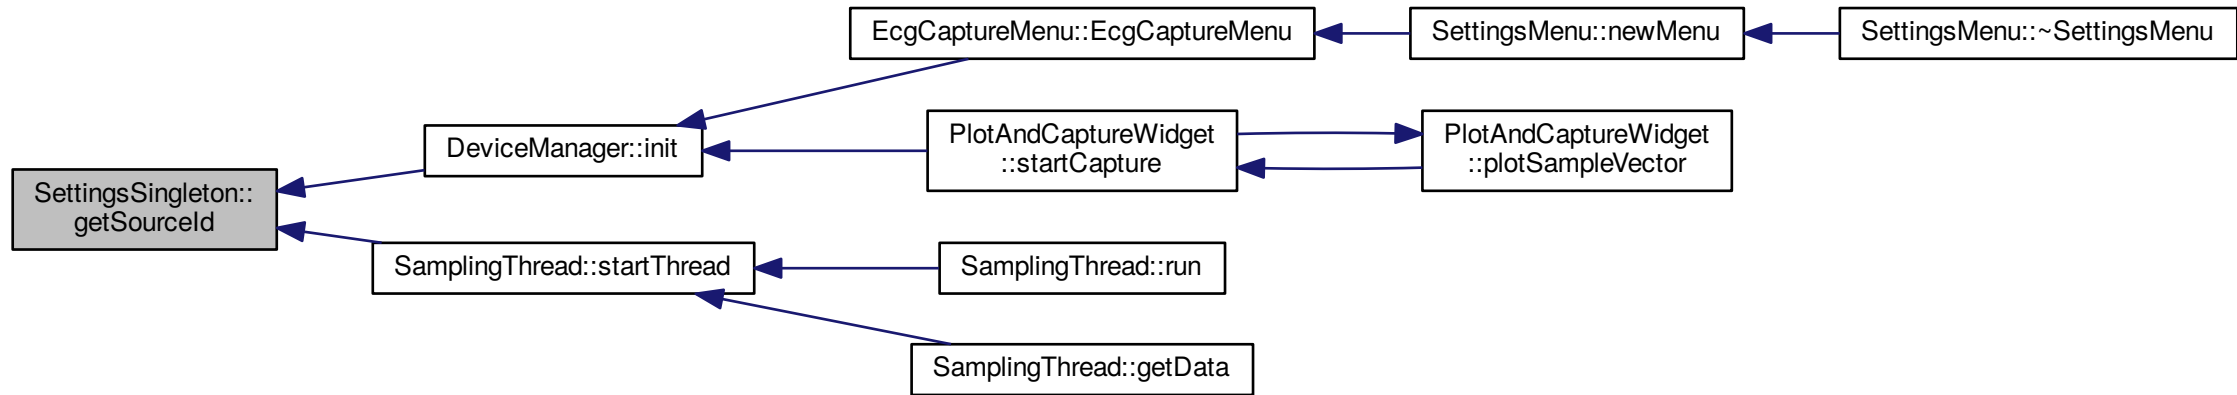 EcgCaptureMenu::EcgCaptureMenu
SettingsMenu::newMenu
SettingsMenu::~SettingsMenu
DeviceManager::init
PlotAndCaptureWidget
::startCapture
PlotAndCaptureWidget
::plotSampleVector
SettingsSingleton::
getSourceId
SamplingThread::startThread
SamplingThread::run
SamplingThread::getData